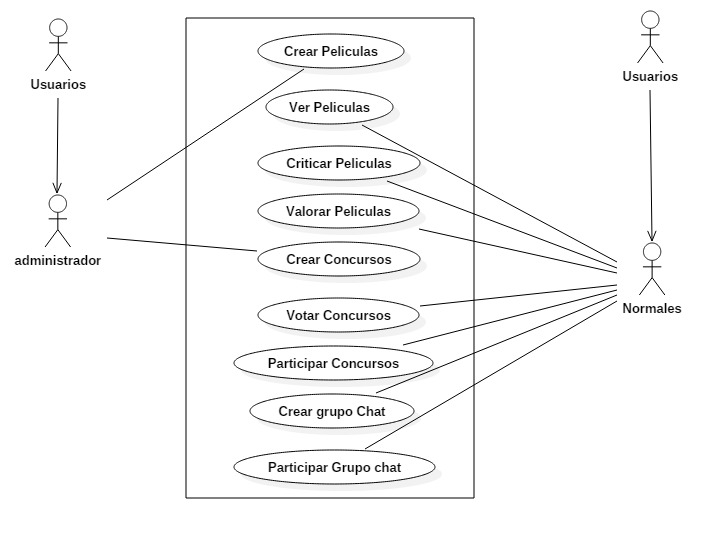 Usuarios
Usuarios
administrador
Normales
Crear Peliculas
Ver Peliculas
Criticar Peliculas
Valorar Peliculas
Crear Concursos
Votar Concursos
Participar Concursos
Crear grupo Chat
Participar Grupo chat